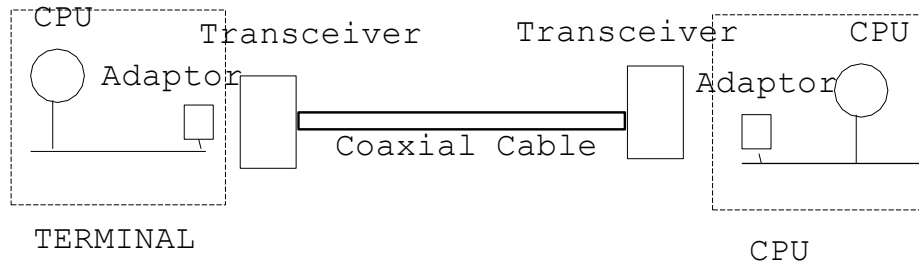 CPU
Transceiver
Transceiver
CPU
Adaptor
Adaptor
Coaxial Cable
TERMINAL
CPU